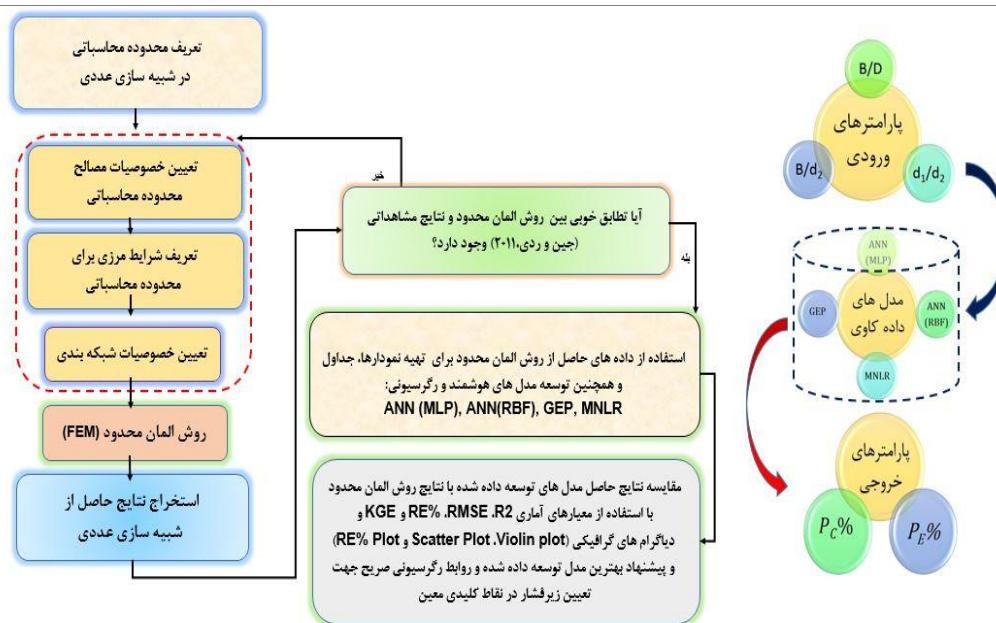 تعریف محدوده محاسباتی
در شبیه سازی عددی
تعیین خصوصیات مصالح
محدوده محاسباتی
تعریف شرایط مرزی برای
محدوده محاسباتی
تعیین خصوصیات شبکه بندی
روش المان محدود (FEM)
استخراج نتایج حاصل از
شبیه سازی عددی
خیر
آیا تطابق خوبی بین روش المان محدود و نتایج مشاهداتی
(جین و ردی،۲۰۱۱) وجود دارد؟
بله
استفاده از داده های حاصل از روش المان محدود برای تهیه نمودارها، جداول
و همچنین توسعه مدل های هوشمند و رگرسیونی:
ANN (MLP), ANN(RBF), GEP, MNLR
مقایسه نتایج حاصل مدل های توسعه داده شده با نتایج روش المان محدود
با استفاده از معیارهای آماری RE% ،RMSE ،R2 و KGE و
دیاگرام های گرافیکی (Scatter Plot ،Violin plot و RE% Plot)
و پیشنهاد بهترین مدل توسعه داده شده و روابط رگرسیونی صریح جهت
تعیین زیرفشار در نقاط کلیدی معین
B/D
پارامترهای
ورودی
B/d₂
d₁/d₂
ANN
(MLP)
مدل های
داده کاوی
GEP
ANN
(RBF)
MNLR
پارامترهای
خروجی
P_C%
P_E%